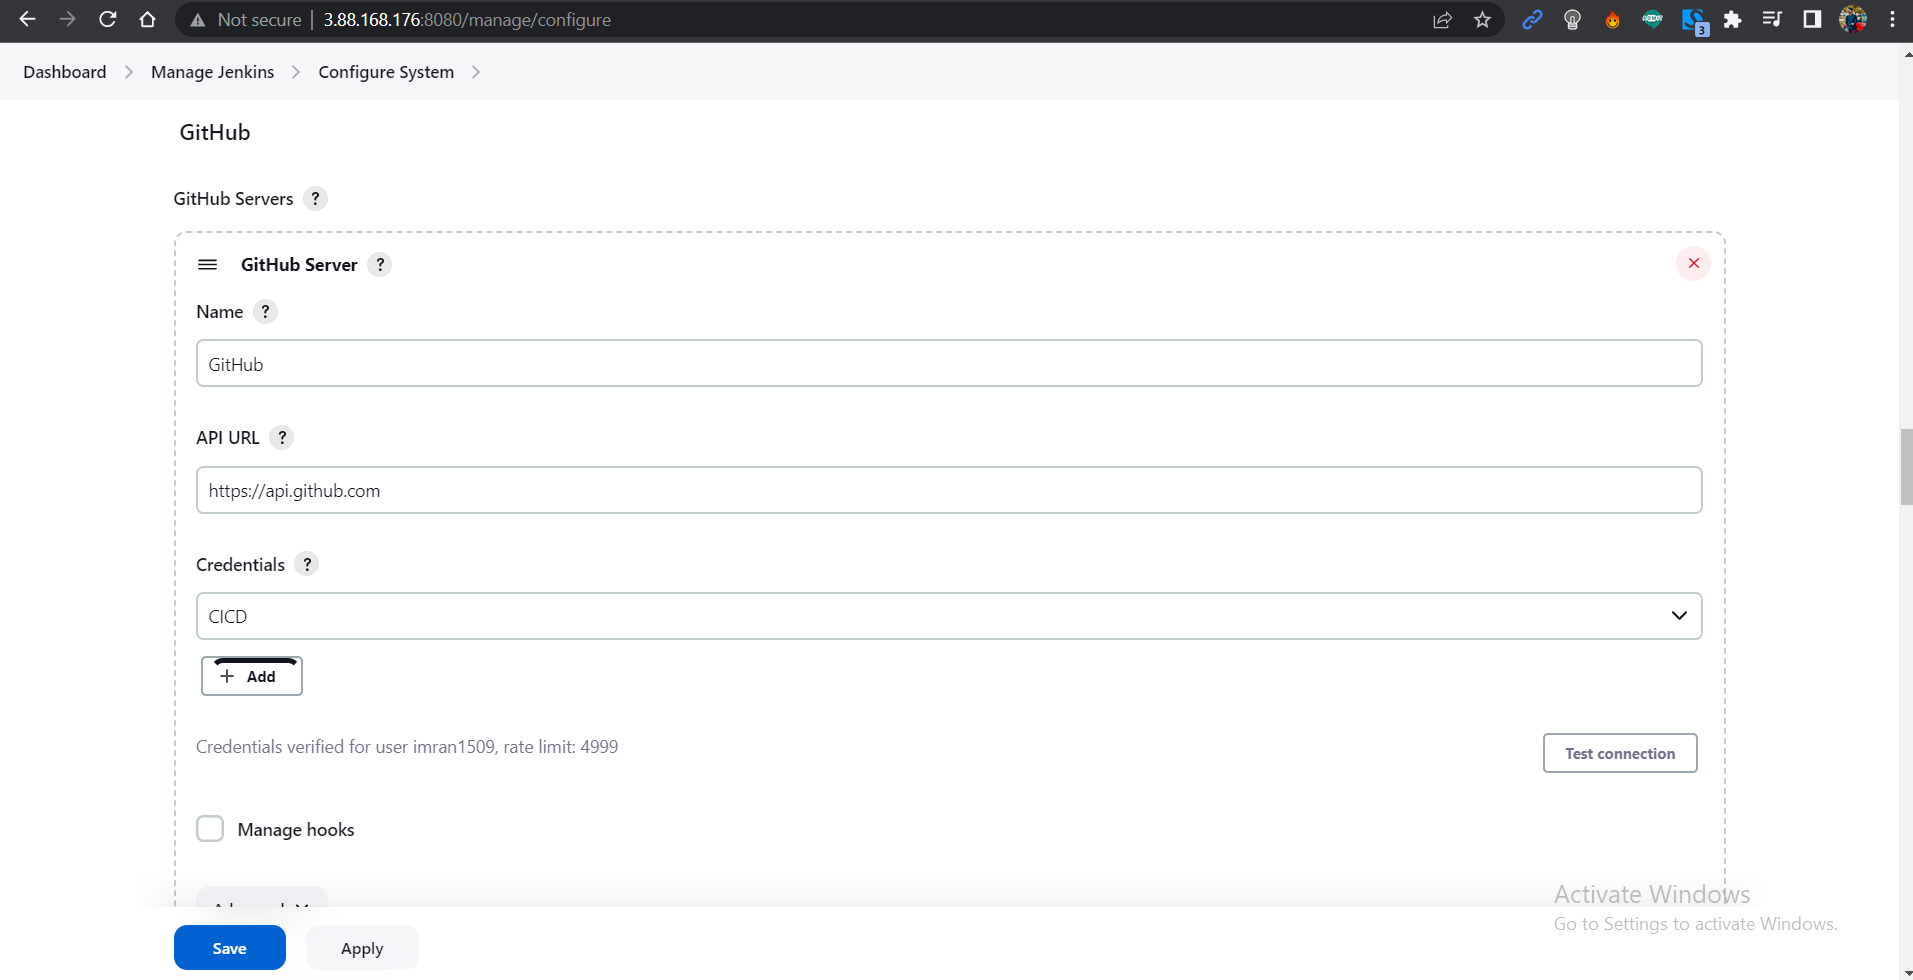 Not secure | 3.88.168.176:8080/manage/configure
3
Dashboard > Manage Jenkins > Configure System >
GitHub
GitHub Servers ?
GitHub Server ?
Name ?
GitHub
API URL ?
https://api.github.com
Credentials ?
CICD
+ Add
Credentials verified for user imran1509, rate limit: 4999
Test connection
Manage hooks
Activate Windows
Go to Settings to activate Windows.
Save
Apply